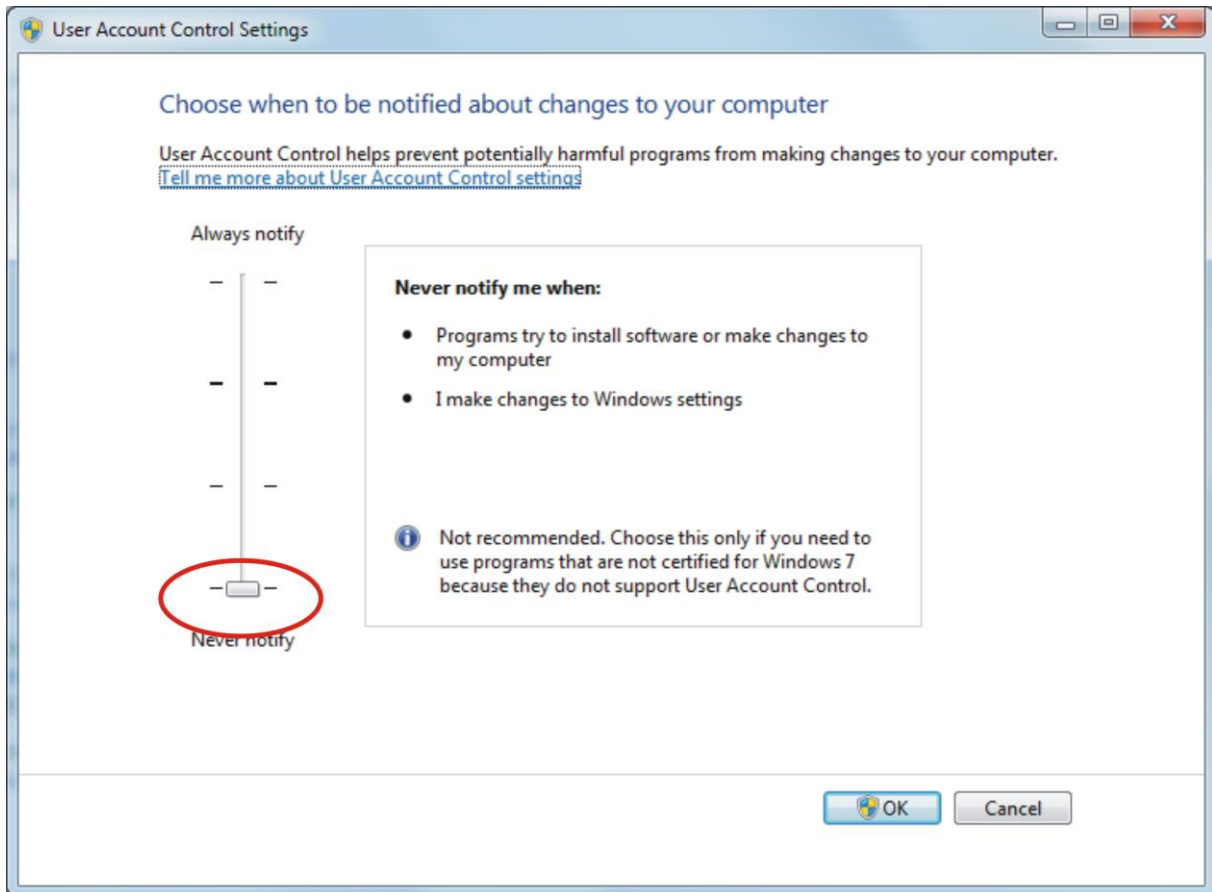 User Account Control Settings
Choose when to be notified about changes to your computer
User Account Control helps prevent potentially harmful programs from making changes to your computer.
Tell me more about User Account Control settings
Always notify
Never notify me when:
• Programs try to install software or make changes to
my computer
• I make changes to Windows settings
Not recommended. Choose this only if you need to
use programs that are not certified for Windows 7
because they do not support User Account Control.
Never notify
OK
Cancel